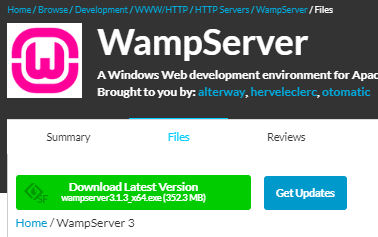 Home / Browse / Development / WWW/HTTP / HTTP Servers / WampServer / Files
W
WampServer
A Windows Web development environment for Apac
Brought to you by: alterway, herveleclerc, otomatic
Summary
Files
Reviews
SF
Download Latest Version
wampserver3.1.3_x64.exe (352.3 MB)
Get Updates
Home / WampServer 3